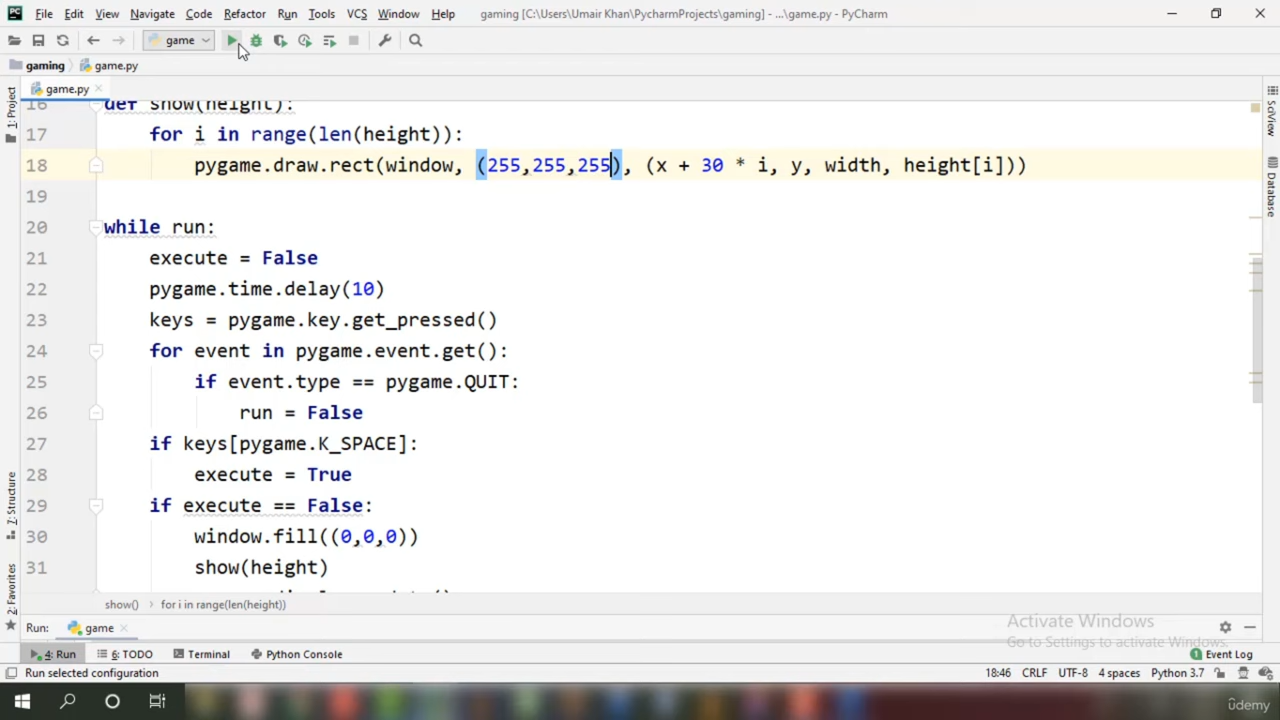 File Edit View Navigate Code Refactor Run Tools VCS Window Help gaming [C:\Users\Umair Khan\PycharmProjects\gaming] - ...\game.py - PyCharm
game
gaming game.py
game.py
1: Project
SciView
Database
Z: Structure
2: Favorites
16 def show(height):
17 for i in range(len(height)):
18 pygame.draw.rect(window, (255,255,255), (x + 30 * i, y, width, height[i]))
19
20 while run:
21 execute = False
22 pygame.time.delay(10)
23 keys = pygame.key.get_pressed()
24 for event in pygame.event.get():
25 if event.type == pygame.QUIT:
26 run = False
27 if keys[pygame.K_SPACE]:
28 execute = True
29 if execute == False:
30 window.fill((0,0,0))
31 show(height)
show() for i in range(len(height))
Activate Windows
Go to Settings to activate Windows.
Run: game
4: Run 6: TODO Terminal Python Console 1 Event Log
Run selected configuration 18:46 CRLF UTF-8 4 spaces Python 3.7
ûdemy